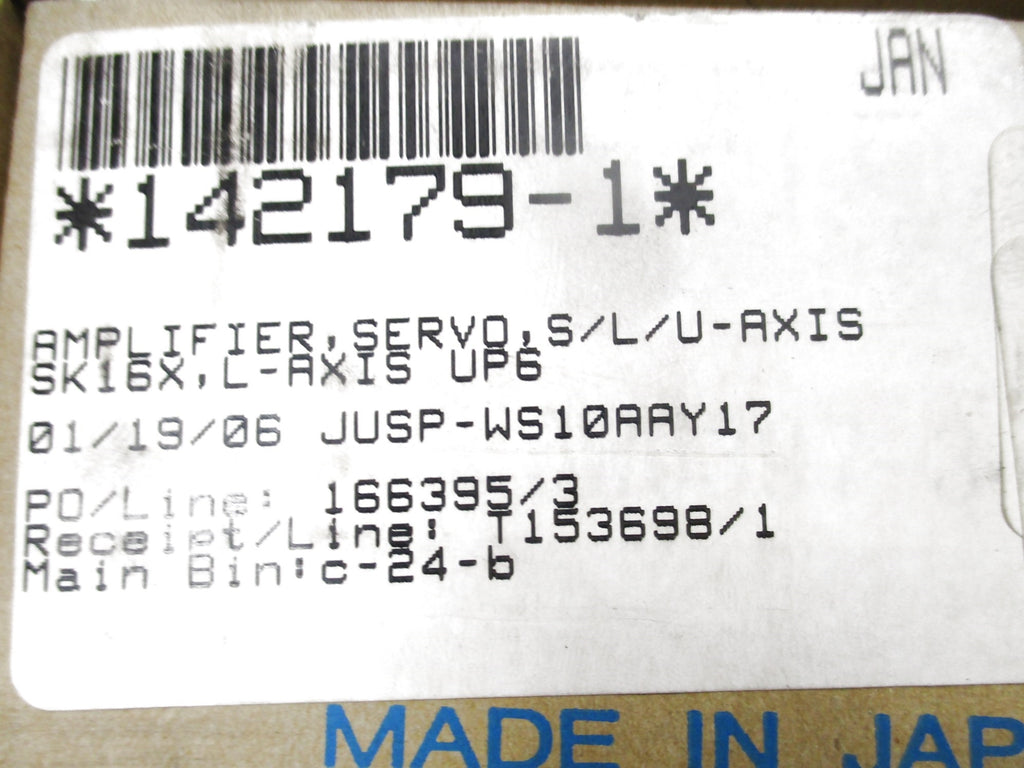 JAN
*142179-1*
AMPLIFIER,SERVO,S/L/U-AXIS
SK16X,L-AXIS UP6
01/19/06 JUSP-WS10AAY17
PO/Line: 166395/3
Receipt/Line: T153698/1
Main Bin:c-24-b
MADE IN JAP